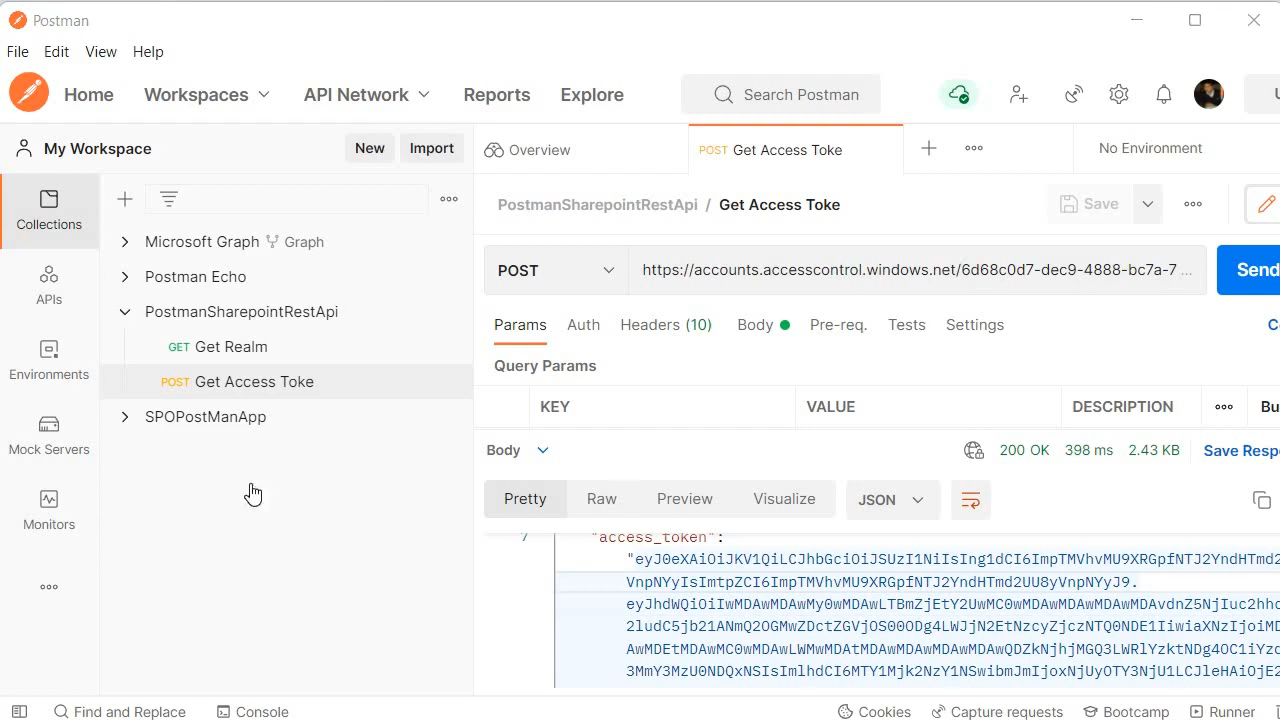 Postman
File Edit View Help
Home Workspaces API Network Reports Explore Search Postman
My Workspace New Import
Overview POST Get Access Toke No Environment
Collections
PostmanSharepointRestApi / Get Access Toke Save
Microsoft Graph Graph
APIs
Postman Echo
POST https://accounts.accesscontrol.windows.net/6d68c0d7-dec9-4888-bc7a-7 ... Send
PostmanSharepointRestApi
GET Get Realm
Params Auth Headers (10) Body Pre-req. Tests Settings
Environments
POST Get Access Toke
Query Params
SPOPostManApp
KEY VALUE DESCRIPTION
Mock Servers
Body 200 OK 398 ms 2.43 KB Save Resp
Monitors
Pretty Raw Preview Visualize JSON
7 "access_token":
Find and Replace Console Cookies Capture requests Bootcamp Runner